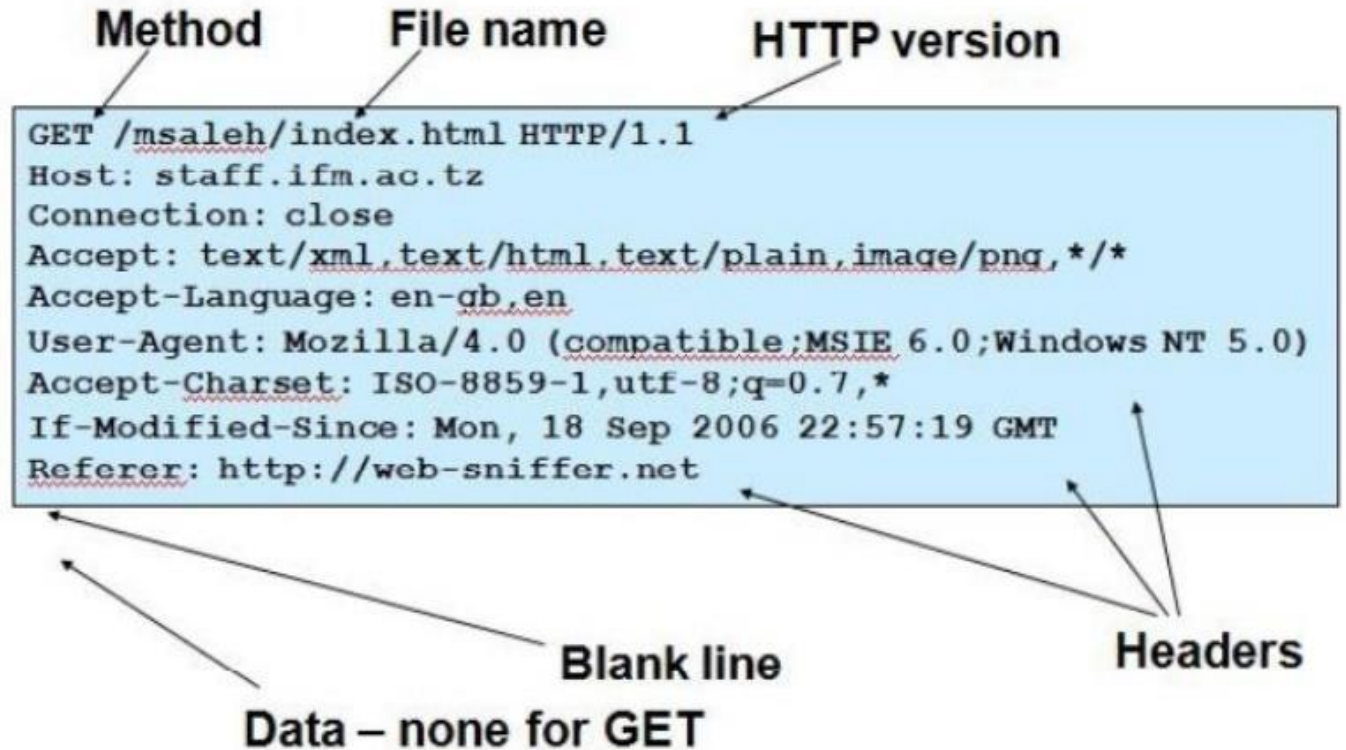 Method File name HTTP version
GET /msaleh/index.html HTTP/1.1
Host: staff.ifm.ac.tz
Connection: close
Accept: text/xml,text/html,text/plain,image/png,*/*
Accept-Language: en-gb,en
User-Agent: Mozilla/4.0 (compatible;MSIE 6.0;Windows NT 5.0)
Accept-Charset: ISO-8859-1,utf-8;q=0.7,*
If-Modified-Since: Mon, 18 Sep 2006 22:57:19 GMT
Referer: http://web-sniffer.net
Headers
Blank line
Data – none for GET